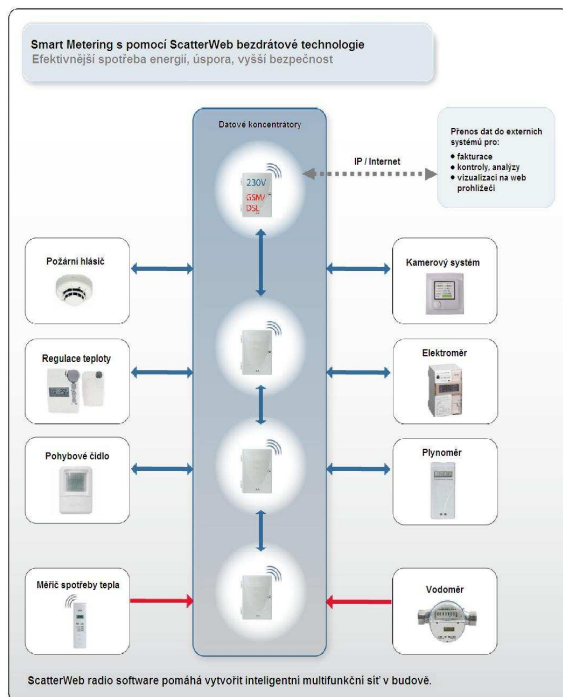 Smart Metering s pomocí ScatterWeb bezdrátové technologie
Efektivnější spotřeba energií, úspora, vyšší bezpečnost
Datové koncentrátory
230V
GSM/
DSL
IP / Internet
Přenos dat do externích
systémů pro:
● fakturace
● kontroly, analýzy
● vizualizaci na web
prohlížeči
Požární hlásič
Kamerový systém
Regulace teploty
Elektroměr
Pohybové čidlo
Plynoměr
Měřič spotřeby tepla
Vodoměr
ScatterWeb radio software pomáhá vytvořit inteligentní multifunkční síť v budově.